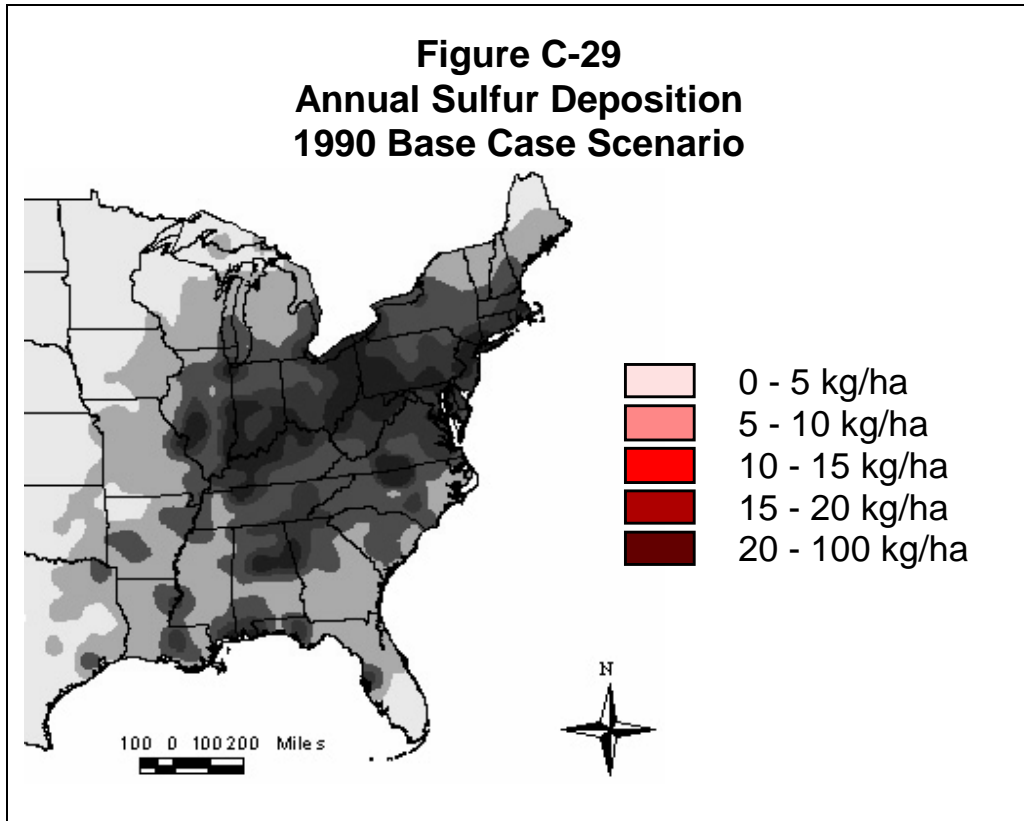 Figure C-29
Annual Sulfur Deposition
1990 Base Case Scenario
0 - 5 kg/ha
5 - 10 kg/ha
10 - 15 kg/ha
15 - 20 kg/ha
20 - 100 kg/ha
N
100 0 100 200 Miles